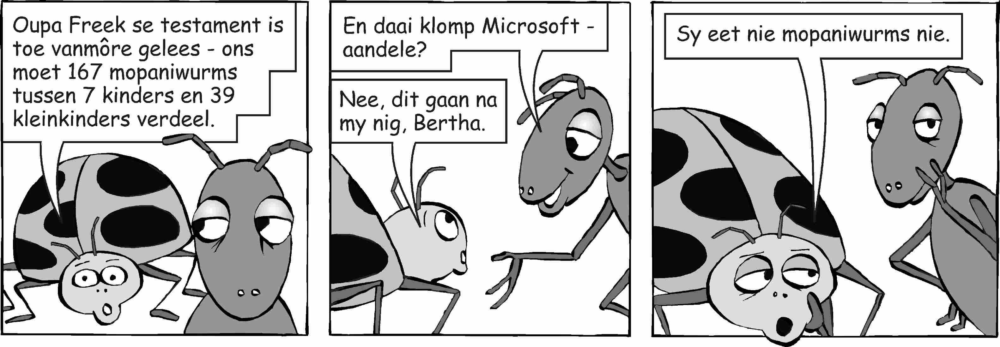 Oupa Freek se testament is
toe vanmôre gelees - ons
moet 167 mopaniwurms
tussen 7 kinders en 39
kleinkinders verdeel.
En daai klomp Microsoft -
aandele?
Nee, dit gaan na
my nig, Bertha.
Sy eet nie mopaniwurms nie.